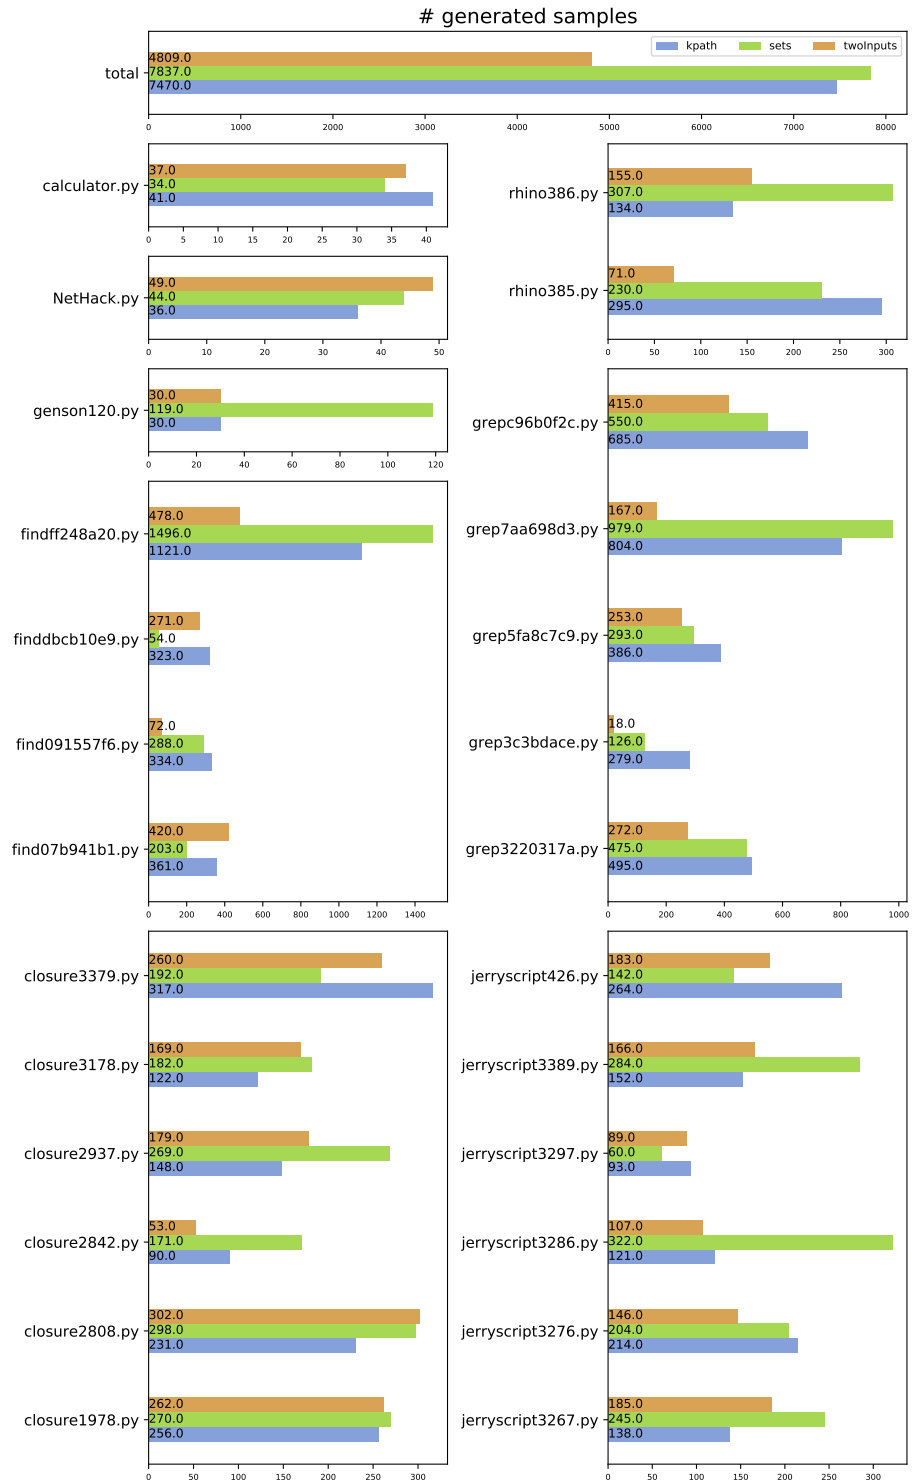 # generated samples
kpath sets twoInputs
total
4809.0
7837.0
7470.0
0 1000 2000 3000 4000 5000 6000 7000 8000
calculator.py
37.0
34.0
41.0
0 5 10 15 20 25 30 35 40
NetHack.py
49.0
44.0
36.0
0 10 20 30 40 50
genson120.py
30.0
119.0
30.0
0 20 40 60 80 100 120
findff248a20.py
478.0
1496.0
1121.0
finddbcb10e9.py
271.0
54.0
323.0
find091557f6.py
72.0
288.0
334.0
find07b941b1.py
420.0
203.0
361.0
0 200 400 600 800 1000 1200 1400
closure3379.py
260.0
192.0
317.0
closure3178.py
169.0
182.0
122.0
closure2937.py
179.0
269.0
148.0
closure2842.py
53.0
171.0
90.0
closure2808.py
302.0
298.0
231.0
closure1978.py
262.0
270.0
256.0
0 50 100 150 200 250 300
rhino386.py
155.0
307.0
134.0
rhino385.py
71.0
230.0
295.0
0 50 100 150 200 250 300
grepc96b0f2c.py
415.0
550.0
685.0
grep7aa698d3.py
167.0
979.0
804.0
grep5fa8c7c9.py
253.0
293.0
386.0
grep3c3bdace.py
18.0
126.0
279.0
grep3220317a.py
272.0
475.0
495.0
0 200 400 600 800 1000
jerryscript426.py
183.0
142.0
264.0
jerryscript3389.py
166.0
284.0
152.0
jerryscript3297.py
89.0
60.0
93.0
jerryscript3286.py
107.0
322.0
121.0
jerryscript3276.py
146.0
204.0
214.0
jerryscript3267.py
185.0
245.0
138.0
0 50 100 150 200 250 300